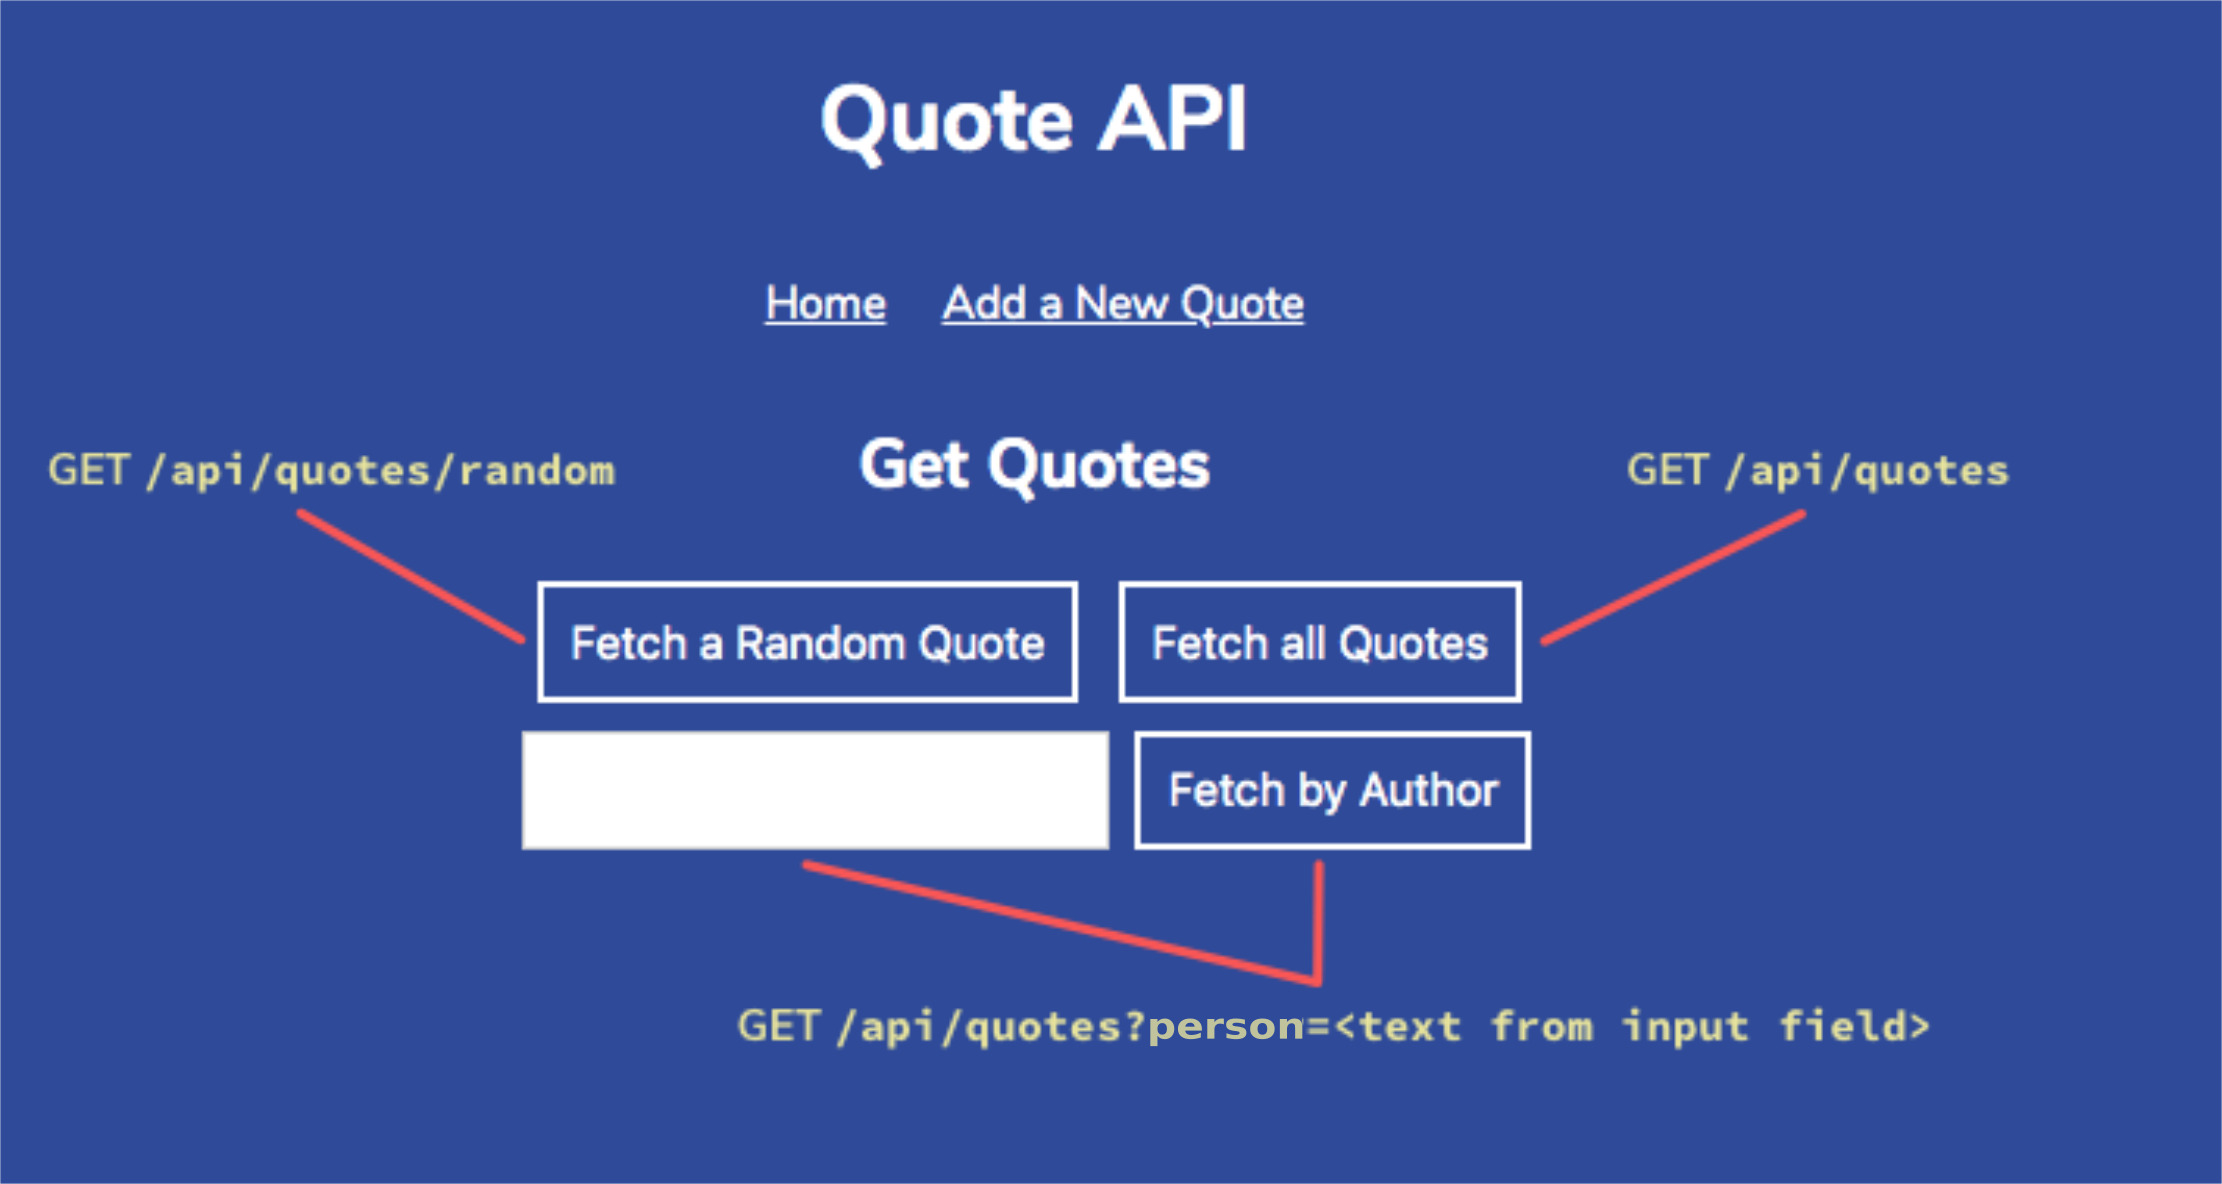 Quote API
Home Add a New Quote
GET /api/quotes/random
Get Quotes
GET /api/quotes
Fetch a Random Quote
Fetch all Quotes
Fetch by Author
GET /api/quotes?person=<text from input field>